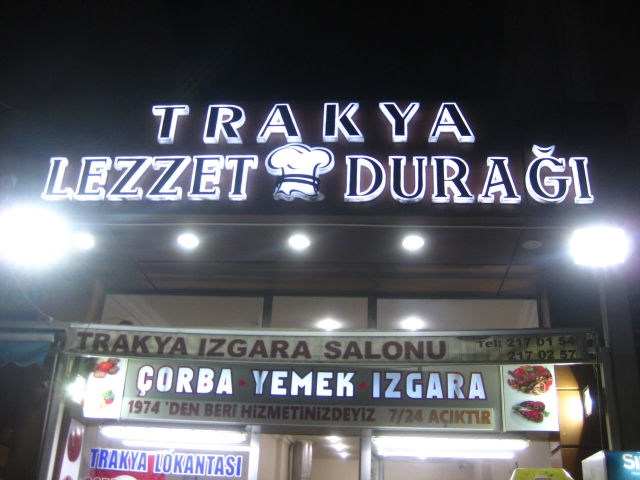 TRAKYA
LEZZET DURAĞI
TRAKYA IZGARA SALONU Tel: 217 01 54
217 02 57
ÇORBA · YEMEK · IZGARA
1974 'DEN BERİ HİZMETİNİZDEYİZ 7/24 AÇIKTIR
TRAKYA LOKANTASI